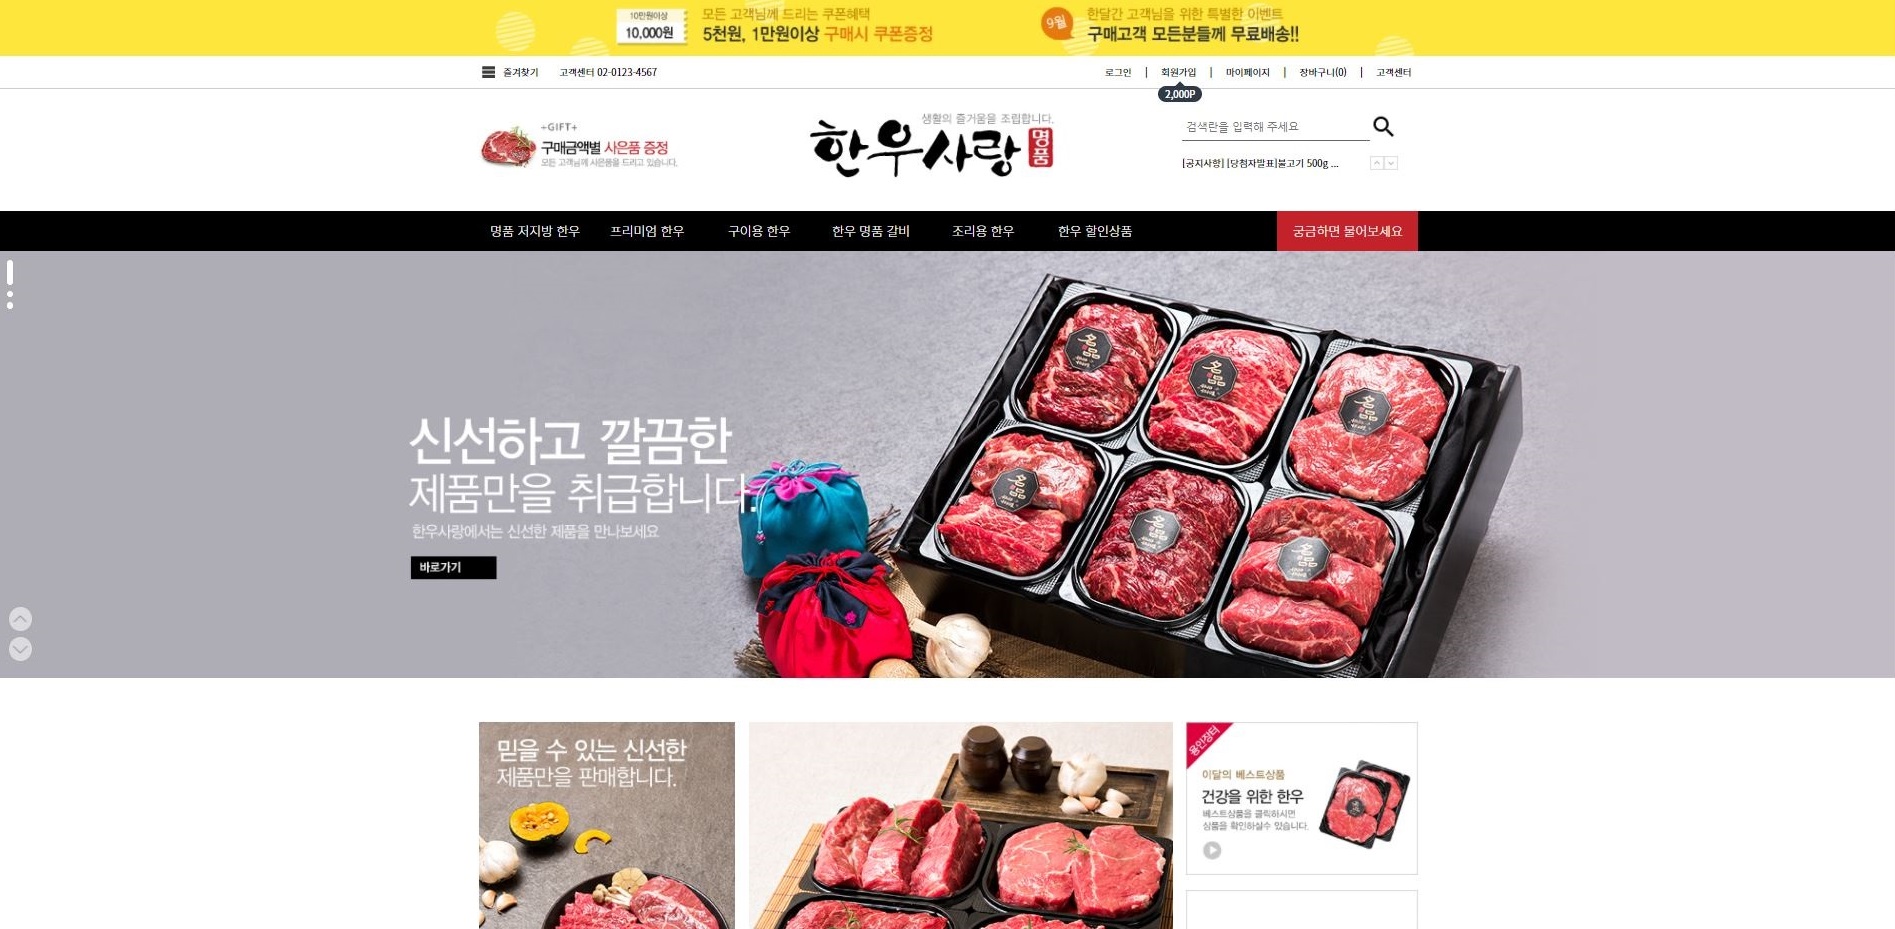 10만원이상
10,000원
모든 고객님께 드리는 쿠폰혜택
5천원, 1만원이상 구매시 쿠폰증정
9월
한달간 고객님을 위한 특별한 이벤트
구매고객 모든분들께 무료배송!!
즐겨찾기 고객센터 02-0123-4567
로그인 | 회원가입 | 마이페이지 | 장바구니(0) | 고객센터
2,000P
+GIFT+
구매금액별 사은품 증정
모든 고객님께 사은품을 드리고 있습니다.
생활의 즐거움을 조립합니다.
한우사랑 명품
검색란을 입력해 주세요
[공지사항] [당첨자발표]불고기 500g ...
명품 저지방 한우 프리미엄 한우 구이용 한우 한우 명품 갈비 조리용 한우 한우 할인상품 궁금하면 물어보세요
신선하고 깔끔한
제품만을 취급합니다.
한우사랑에서는 신선한 제품을 만나보세요
바로가기
名品
名品
名品
名品
名品
名品
믿을 수 있는 신선한
제품만을 판매합니다.
용인장터
이달의 베스트상품
건강을 위한 한우
베스트상품을 클릭하시면
상품을 확인하실수 있습니다.